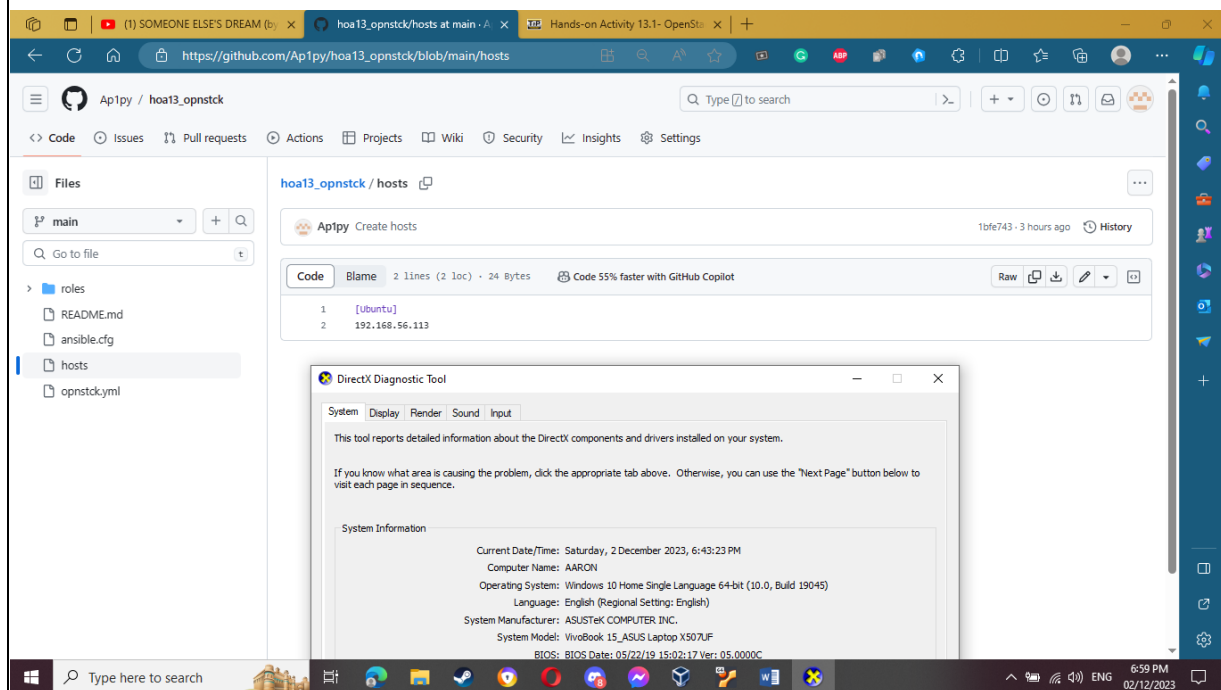 (1) SOMEONE ELSE'S DREAM (by
hoa13_opnstck/hosts at main · A
Hands-on Activity 13.1- OpenSta
https://github.com/Ap1py/hoa13_opnstck/blob/main/hosts
Ap1py / hoa13_opnstck
Type / to search
Code Issues Pull requests Actions Projects Wiki Security Insights Settings
Files
main
Go to file t
roles
README.md
ansible.cfg
hosts
opnstck.yml
hoa13_opnstck / hosts
Ap1py Create hosts
1bfe743 · 3 hours ago History
Code Blame 2 lines (2 loc) · 24 Bytes Code 55% faster with GitHub Copilot Raw
1 [Ubuntu]
2 192.168.56.113
DirectX Diagnostic Tool
System Display Render Sound Input
This tool reports detailed information about the DirectX components and drivers installed on your system.
If you know what area is causing the problem, click the appropriate tab above. Otherwise, you can use the "Next Page" button below to
visit each page in sequence.
System Information
Current Date/Time: Saturday, 2 December 2023, 6:43:23 PM
Computer Name: AARON
Operating System: Windows 10 Home Single Language 64-bit (10.0, Build 19045)
Language: English (Regional Setting: English)
System Manufacturer: ASUSTeK COMPUTER INC.
System Model: VivoBook 15_ASUS Laptop X507UF
BIOS: BIOS Date: 05/22/19 15:02:17 Ver: 05.0000C
Type here to search
ENG
6:59 PM
02/12/2023